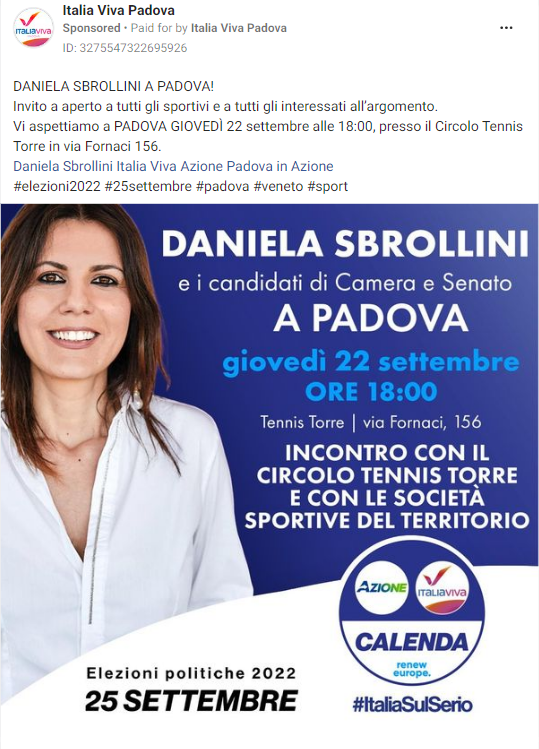 Italia Viva Padova
Sponsored • Paid for by Italia Viva Padova
ID: 3275547322695926
DANIELA SBROLLINI A PADOVA!
Invito a aperto a tutti gli sportivi e a tutti gli interessati all'argomento.
Vi aspettiamo a PADOVA GIOVEDÌ 22 settembre alle 18:00, presso il Circolo Tennis
Torre in via Fornaci 156.
Daniela Sbrollini Italia Viva Azione Padova in Azione
#elezioni2022 #25settembre #padova #veneto #sport
DANIELA SBROLLINI
e i candidati di Camera e Senato
A PADOVA
giovedì 22 settembre
ORE 18:00
Tennis Torre | via Fornaci, 156
INCONTRO CON IL
CIRCOLO TENNIS TORRE
E CON LE SOCIETÀ
SPORTIVE DEL TERRITORIO
AZIONE
ITALIAVIVA
CALENDA
renew
europe.
Elezioni politiche 2022
25 SETTEMBRE
#ItaliaSulSerio